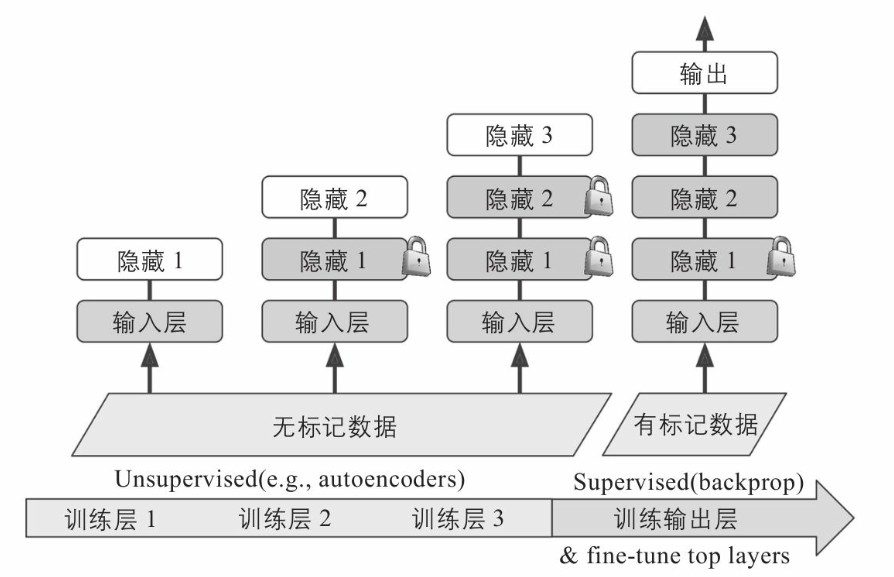 输出
隐藏 3
隐藏 3
隐藏 2
隐藏 2
隐藏 2
隐藏 1
隐藏 1
隐藏 1
隐藏 1
输入层
输入层
输入层
输入层
无标记数据
有标记数据
Unsupervised(e.g., autoencoders)
Supervised(backprop)
训练层 1
训练层 2
训练层 3
训练输出层
& fine-tune top layers